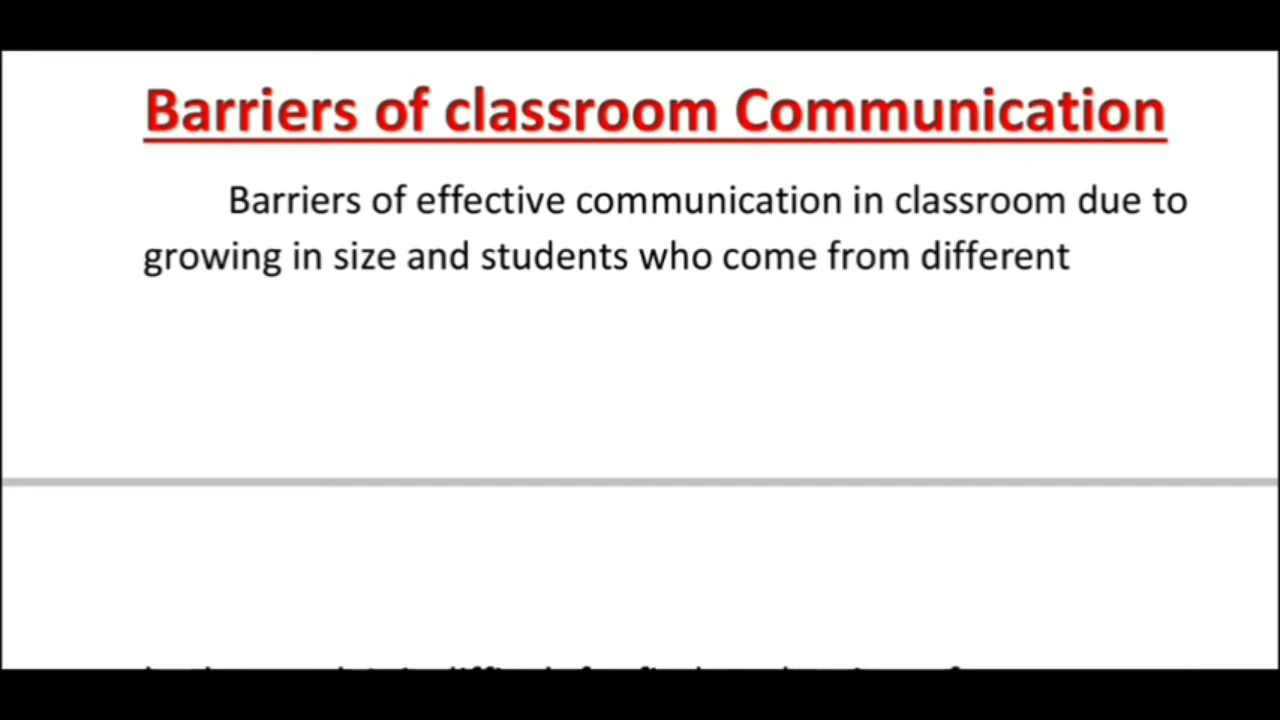 Barriers of classroom Communication
Barriers of effective communication in classroom due to
growing in size and students who come from different